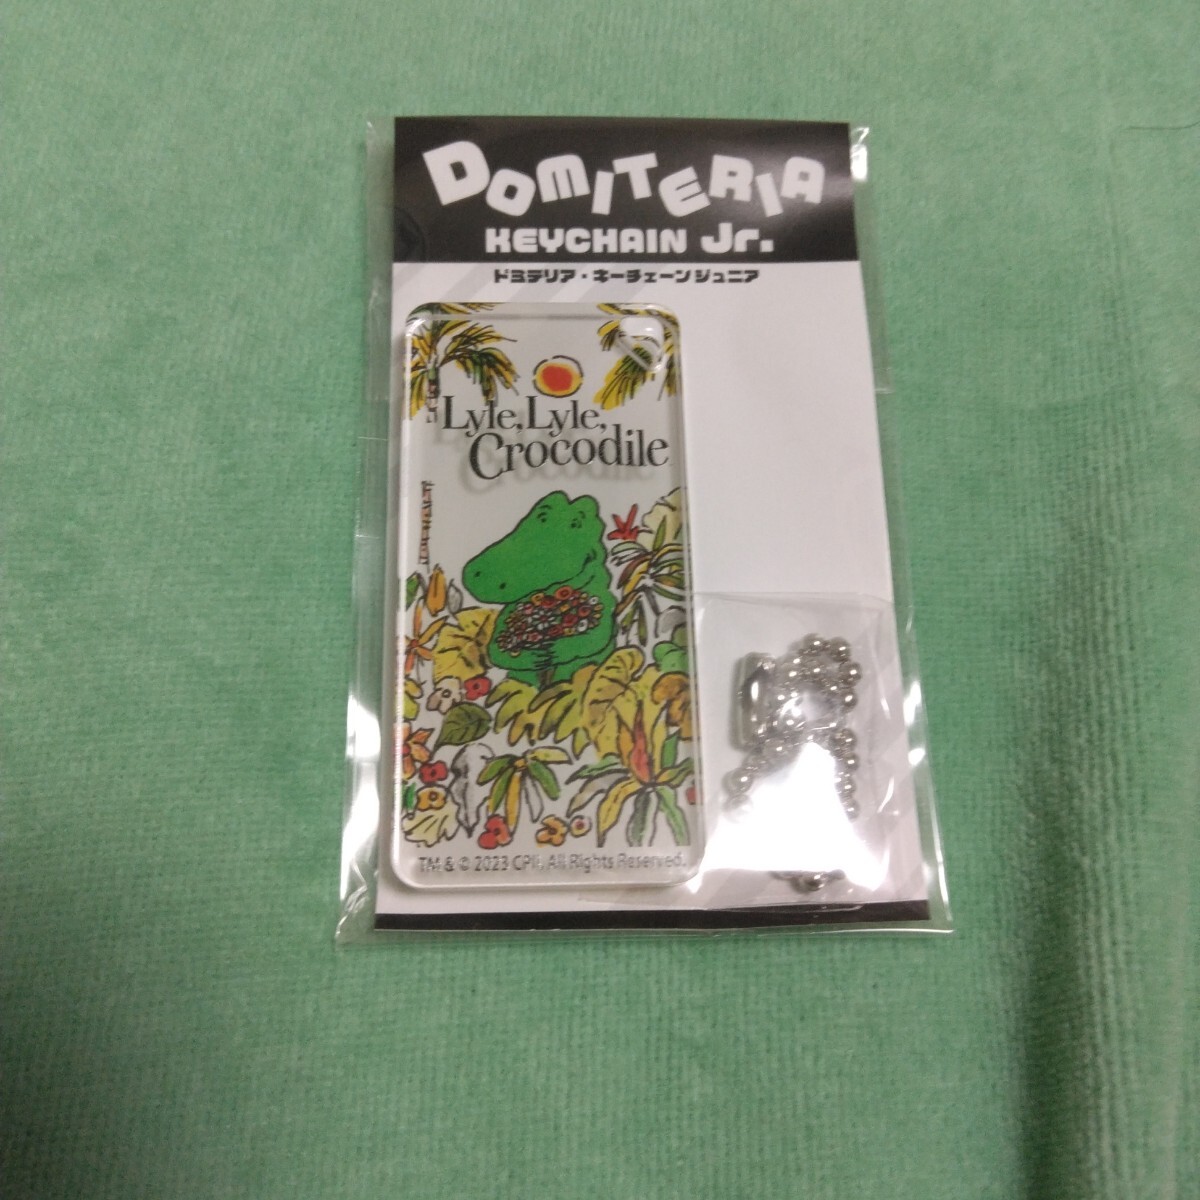 DOMITERIA
KEYCHAIN Jr.
ドミテリア・キーチェーンジュニア
Lyle, Lyle,
Crocodile
TM & © 2023 CPII. All Rights Reserved.